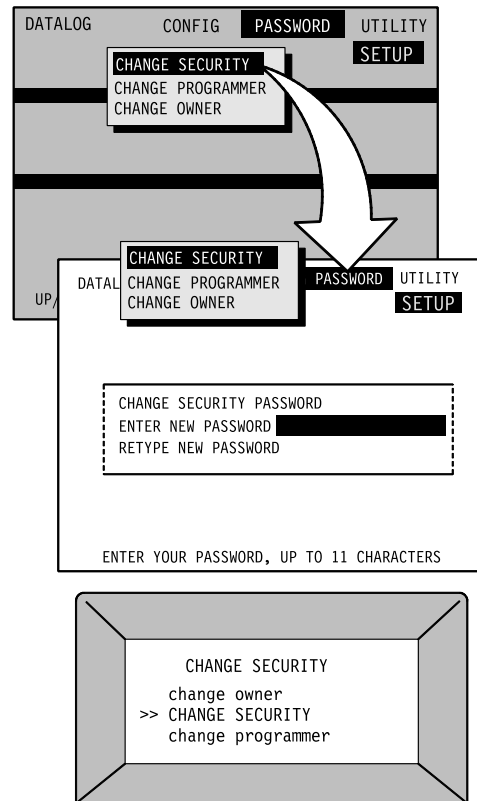 DATALOG CONFIG PASSWORD UTILITY
SETUP
CHANGE SECURITY
CHANGE PROGRAMMER
CHANGE OWNER
UP/
DATAL PASSWORD UTILITY
SETUP
CHANGE SECURITY
CHANGE PROGRAMMER
CHANGE OWNER
CHANGE SECURITY PASSWORD
ENTER NEW PASSWORD
RETYPE NEW PASSWORD
ENTER YOUR PASSWORD, UP TO 11 CHARACTERS
CHANGE SECURITY
change owner
>> CHANGE SECURITY
change programmer